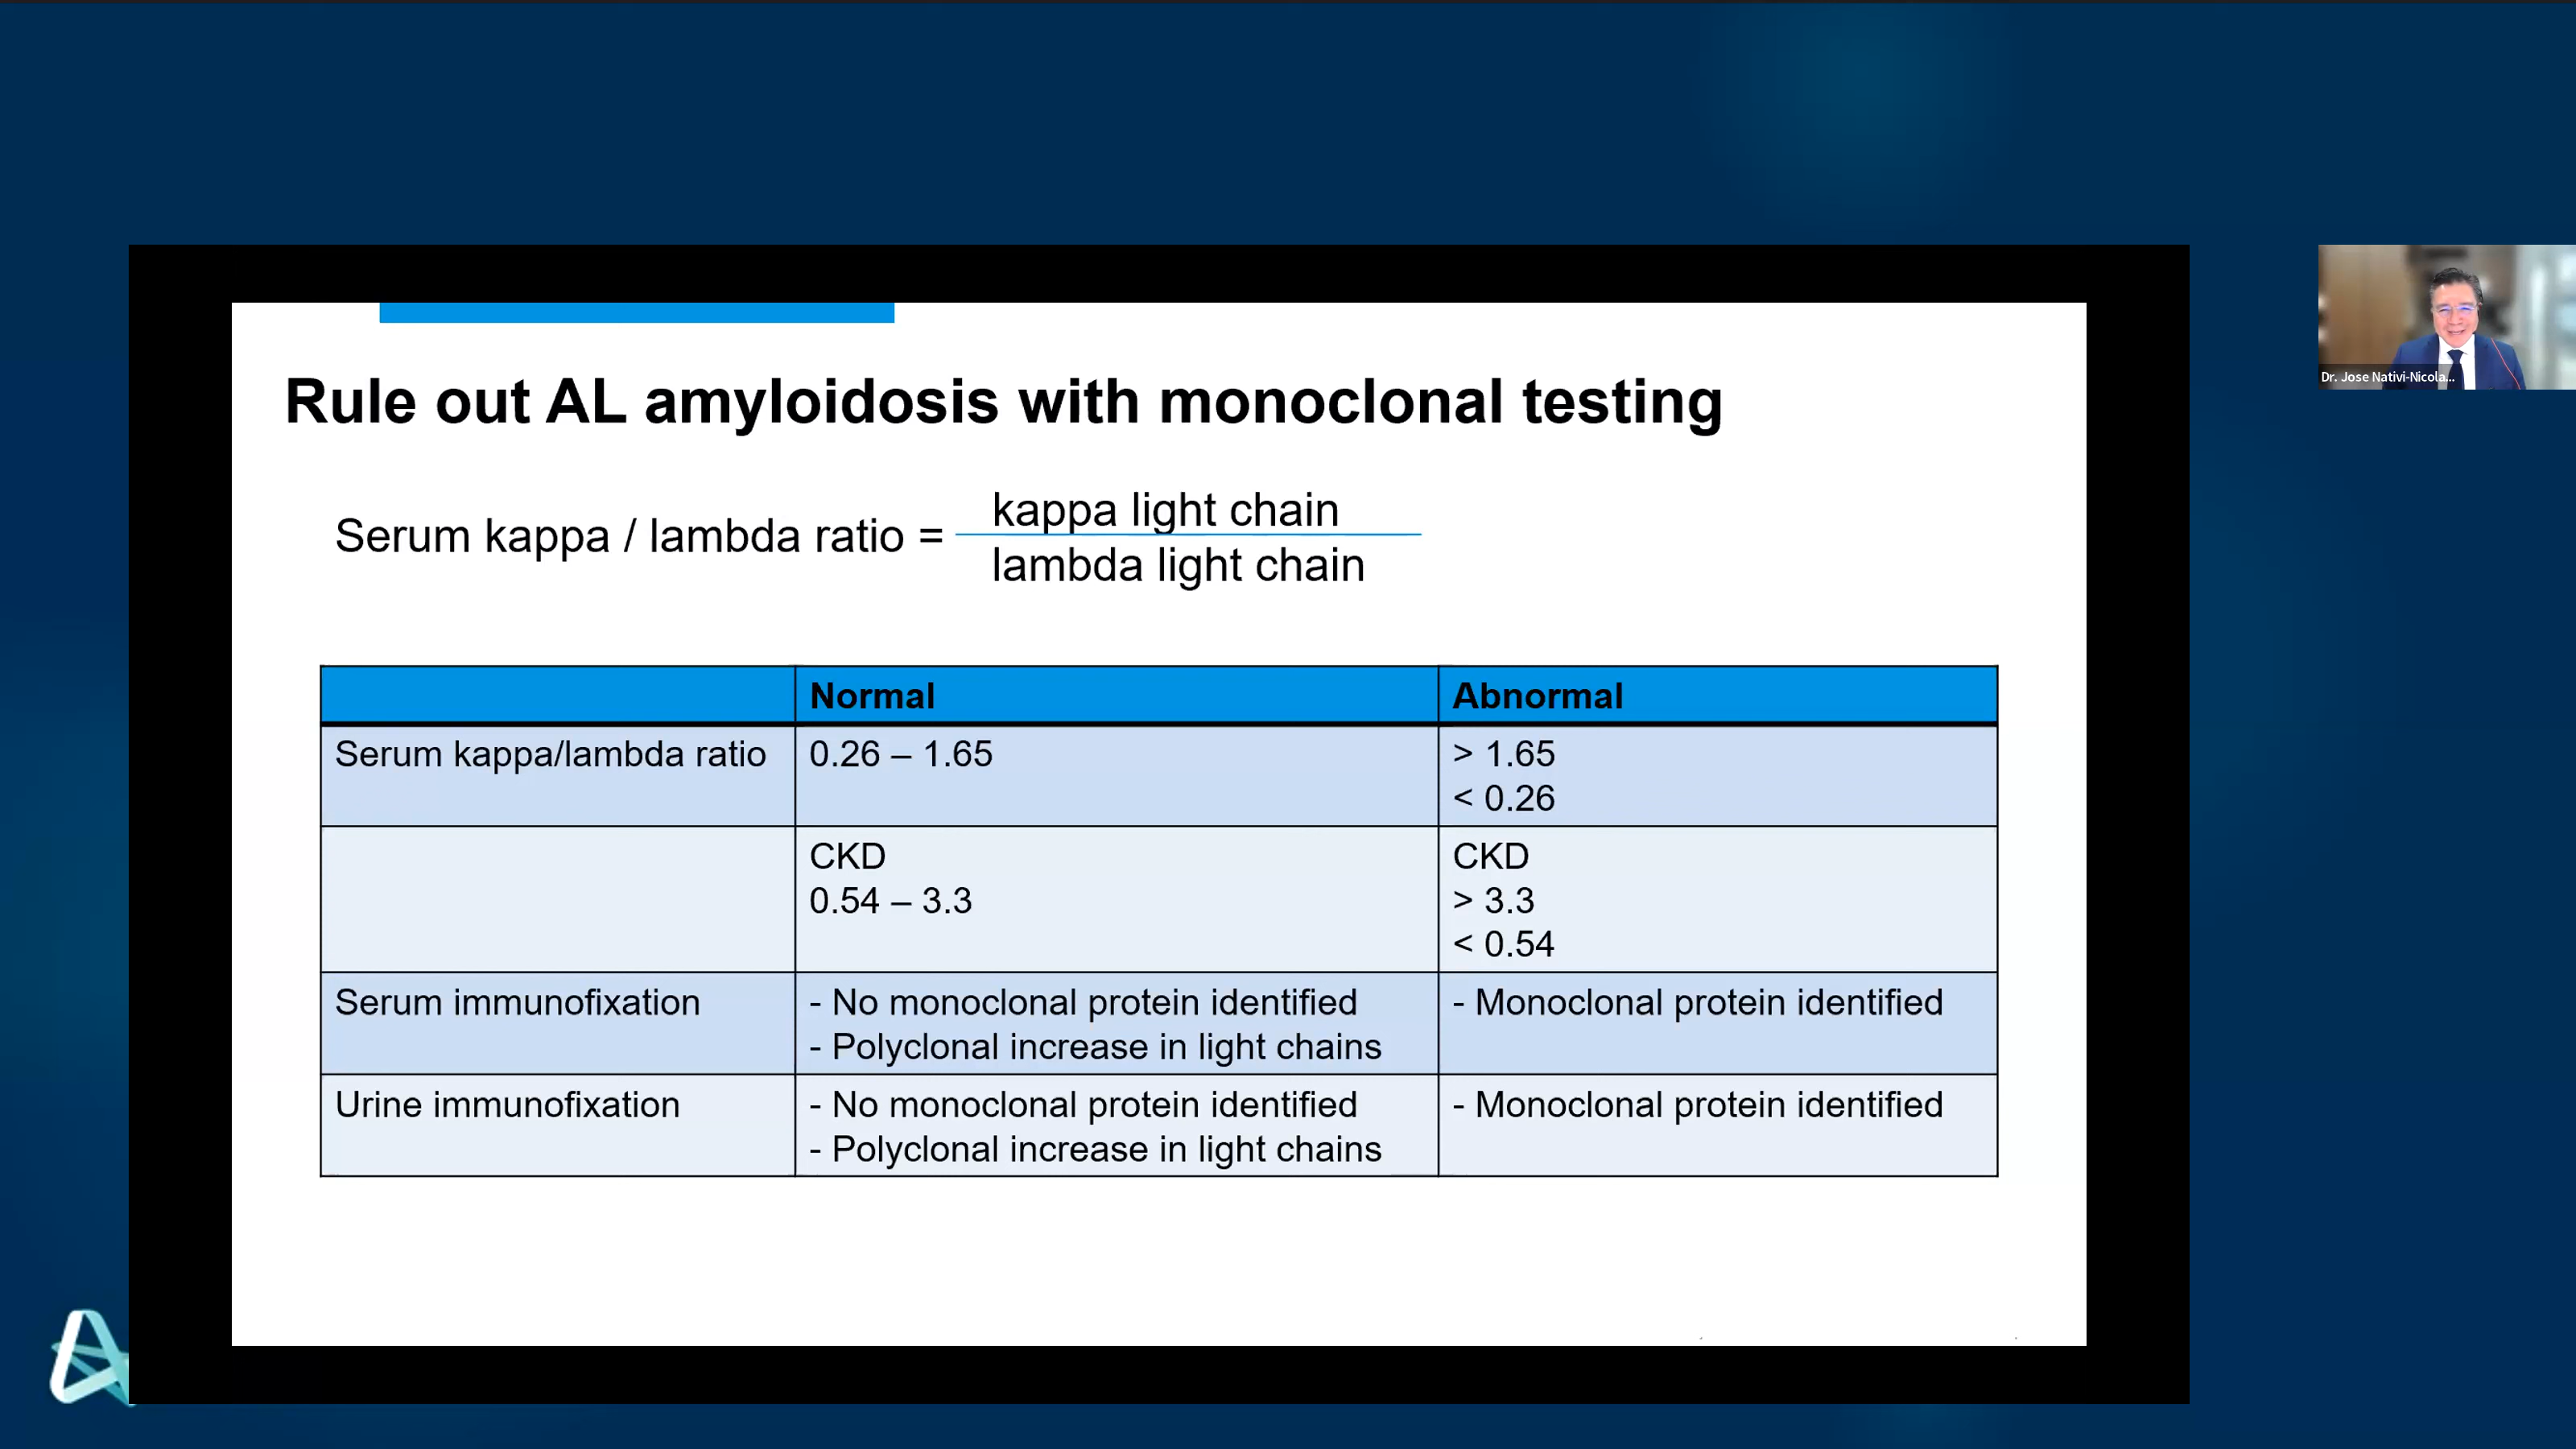 Rule out AL amyloidosis with monoclonal testing
Serum kappa / lambda ratio = kappa light chain
lambda light chain
Normal Abnormal
Serum kappa/lambda ratio 0.26 – 1.65 > 1.65
< 0.26
CKD CKD
0.54 – 3.3 > 3.3
< 0.54
Serum immunofixation - No monoclonal protein identified - Monoclonal protein identified
- Polyclonal increase in light chains
Urine immunofixation - No monoclonal protein identified - Monoclonal protein identified
- Polyclonal increase in light chains
Dr. Jose Nativi-Nicola...